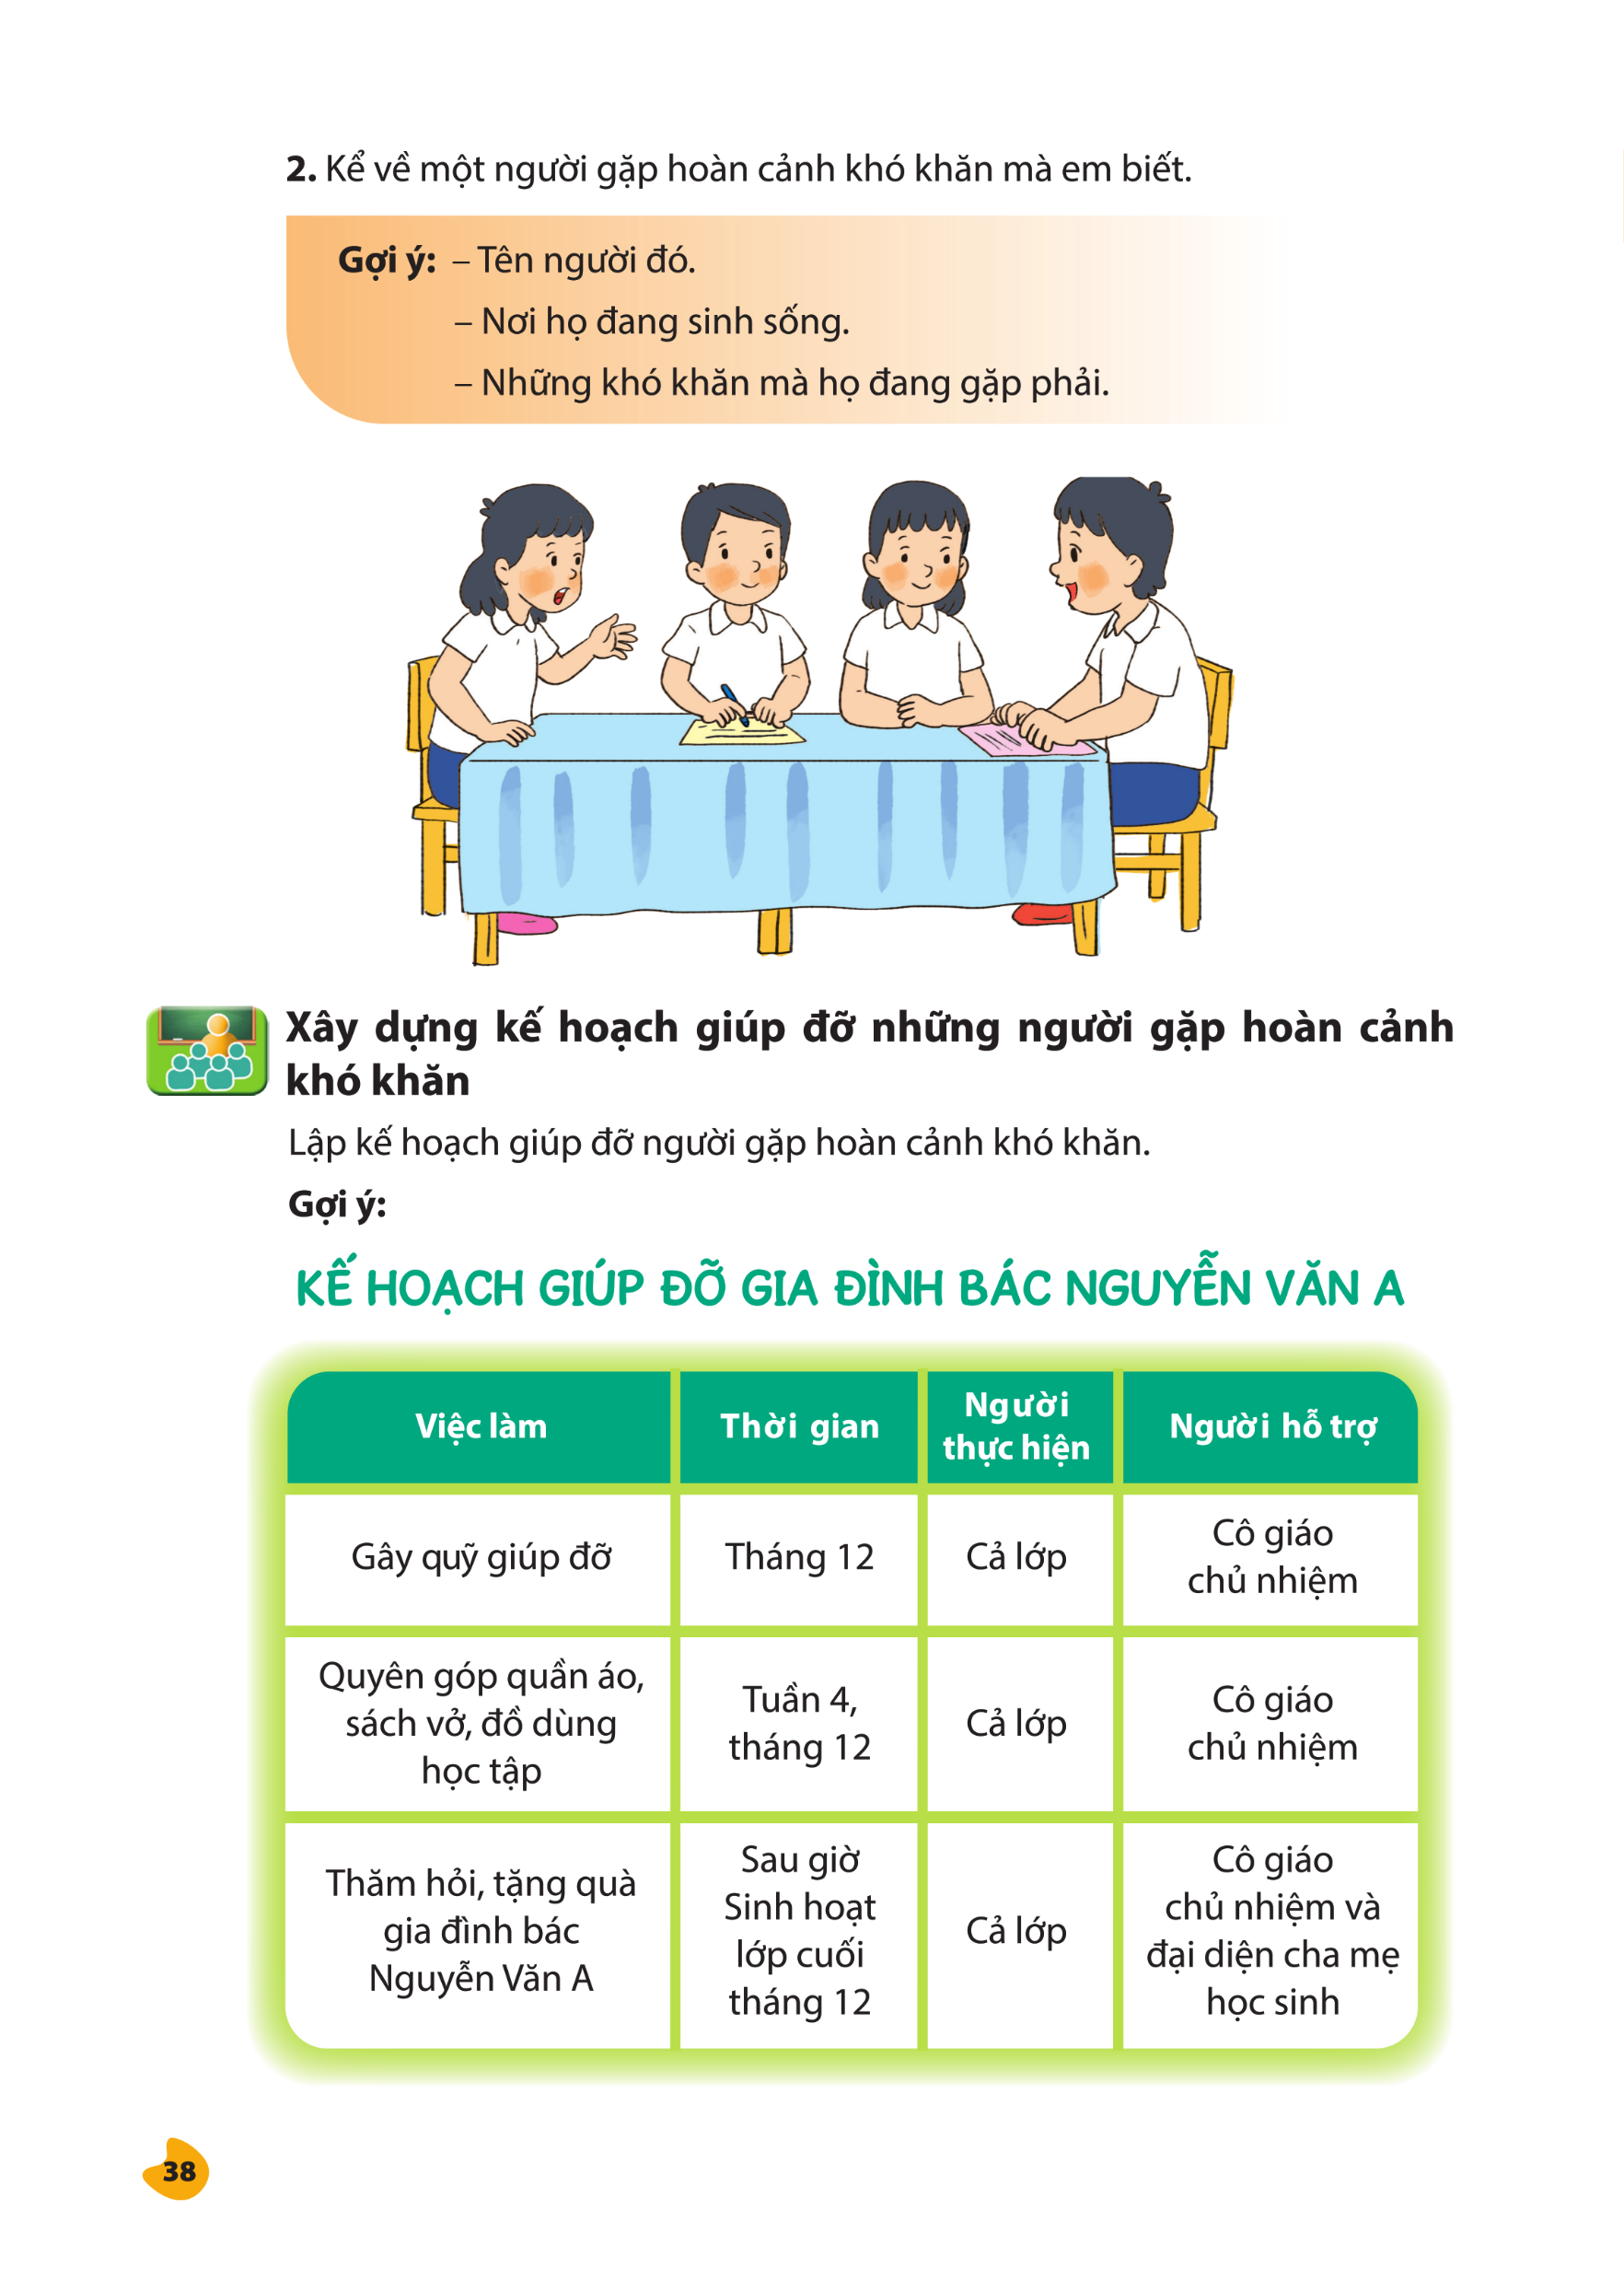 2. Kể về một người gặp hoàn cảnh khó khăn mà em biết.
Gợi ý: – Tên người đó.
– Nơi họ đang sinh sống.
– Những khó khăn mà họ đang gặp phải.
Xây dựng kế hoạch giúp đỡ những người gặp hoàn cảnh
khó khăn
Lập kế hoạch giúp đỡ người gặp hoàn cảnh khó khăn.
Gợi ý:
KẾ HOẠCH GIÚP ĐỠ GIA ĐÌNH BÁC NGUYỄN VĂN A
Việc làm
Thời gian
Người
thực hiện
Người hỗ trợ
Gây quỹ giúp đỡ
Tháng 12
Cả lớp
Cô giáo
chủ nhiệm
Quyên góp quần áo,
sách vở, đồ dùng
học tập
Tuần 4,
tháng 12
Cả lớp
Cô giáo
chủ nhiệm
Thăm hỏi, tặng quà
gia đình bác
Nguyễn Văn A
Sau giờ
Sinh hoạt
lớp cuối
tháng 12
Cả lớp
Cô giáo
chủ nhiệm và
đại diện cha mẹ
học sinh
38